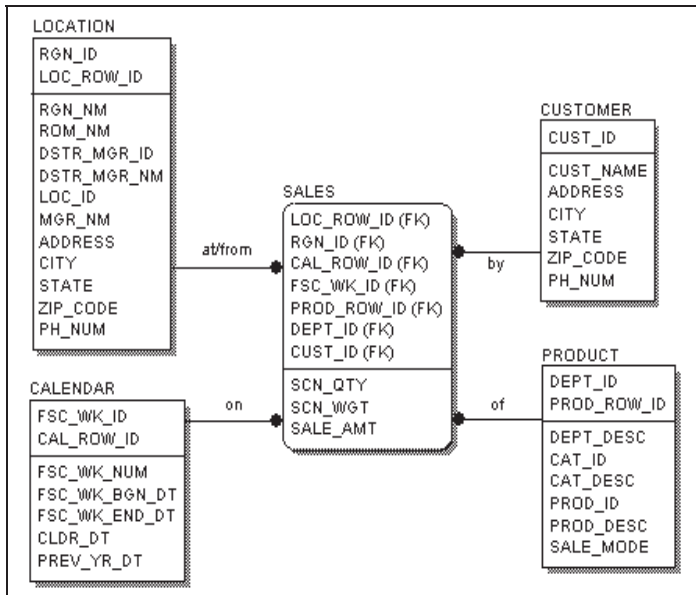 LOCATION
RGN_ID
LOC_ROW_ID
RGN_NM
ROM_NM
DSTR_MGR_ID
DSTR_MGR_NM
LOC_ID
MGR_NM
ADDRESS
CITY
STATE
ZIP_CODE
PH_NUM
at/from
CALENDAR
FSC_WK_ID
CAL_ROW_ID
FSC_WK_NUM
FSC_WK_BGN_DT
FSC_WK_END_DT
CLDR_DT
PREV_YR_DT
on
SALES
LOC_ROW_ID (FK)
RGN_ID (FK)
CAL_ROW_ID (FK)
FSC_WK_ID (FK)
PROD_ROW_ID (FK)
DEPT_ID (FK)
CUST_ID (FK)
SCN_QTY
SCN_WGT
SALE_AMT
by
CUSTOMER
CUST_ID
CUST_NAME
ADDRESS
CITY
STATE
ZIP_CODE
PH_NUM
of
PRODUCT
DEPT_ID
PROD_ROW_ID
DEPT_DESC
CAT_ID
CAT_DESC
PROD_ID
PROD_DESC
SALE_MODE